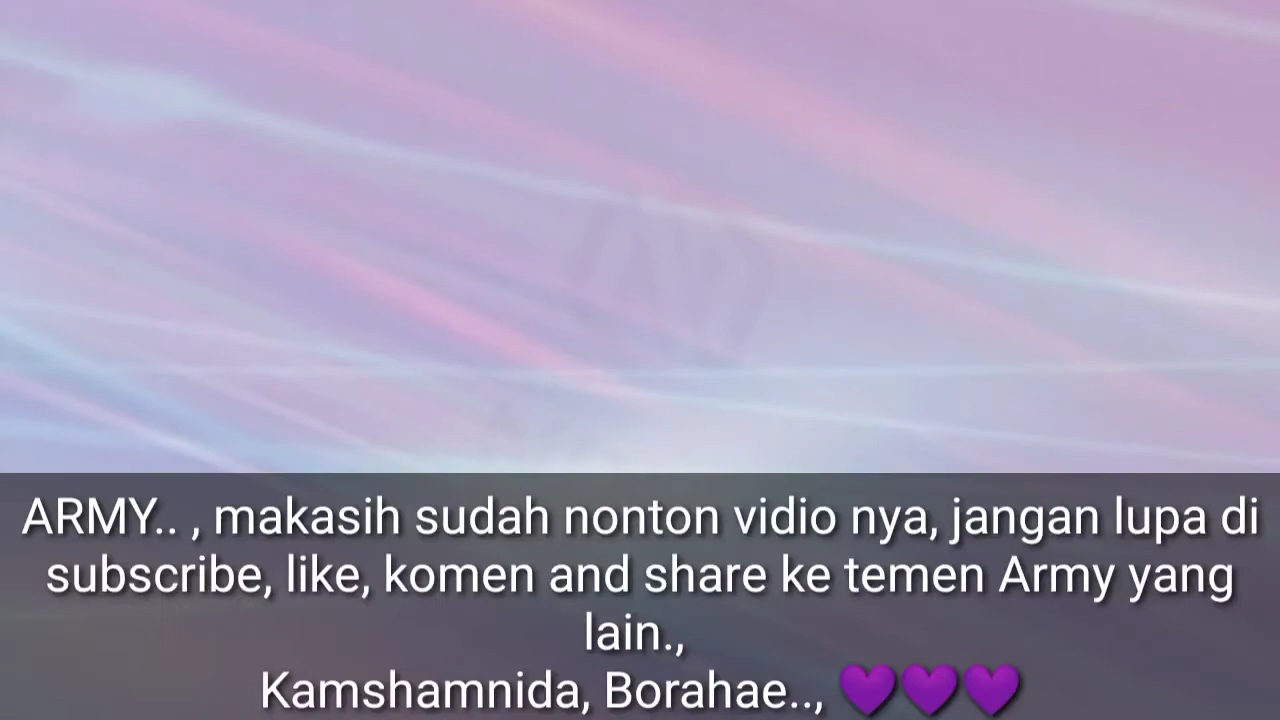 ARMY.. , makasih sudah nonton vidio nya, jangan lupa di
subscribe, like, komen and share ke temen Army yang
lain.,
Kamshamnida, Borahae.., 💜💜💜